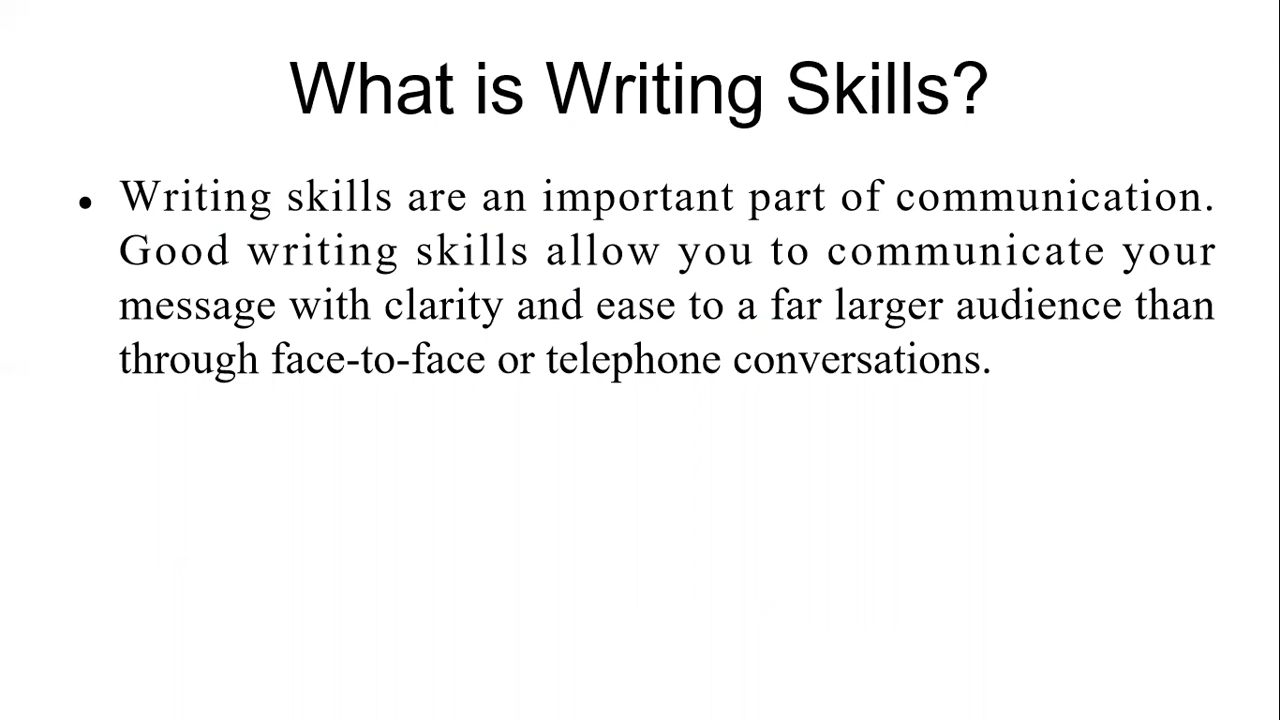 What is Writing Skills?
• Writing skills are an important part of communication.
Good writing skills allow you to communicate your
message with clarity and ease to a far larger audience than
through face-to-face or telephone conversations.